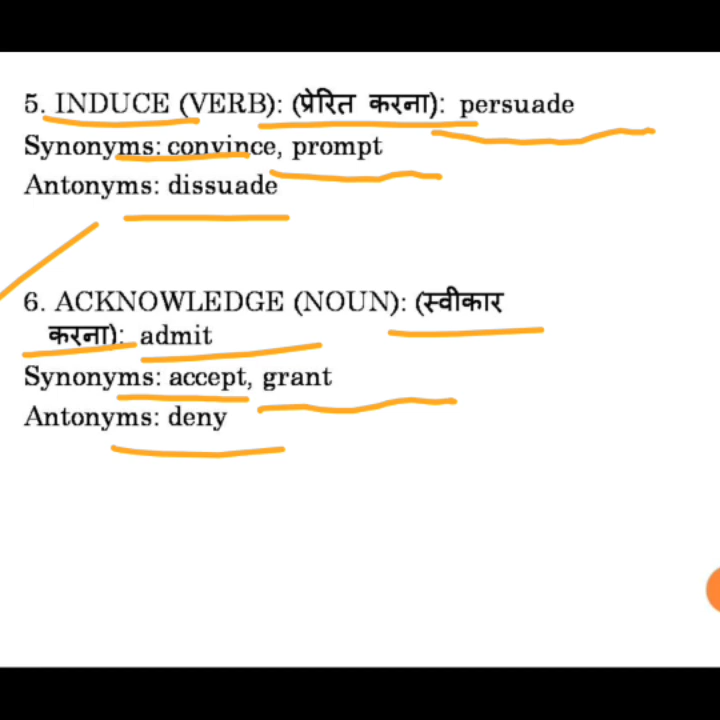 5. INDUCE (VERB): (प्रेरित करना): persuade
Synonyms: convince, prompt
Antonyms: dissuade
6. ACKNOWLEDGE (NOUN): (स्वीकार
करना): admit
Synonyms: accept, grant
Antonyms: deny